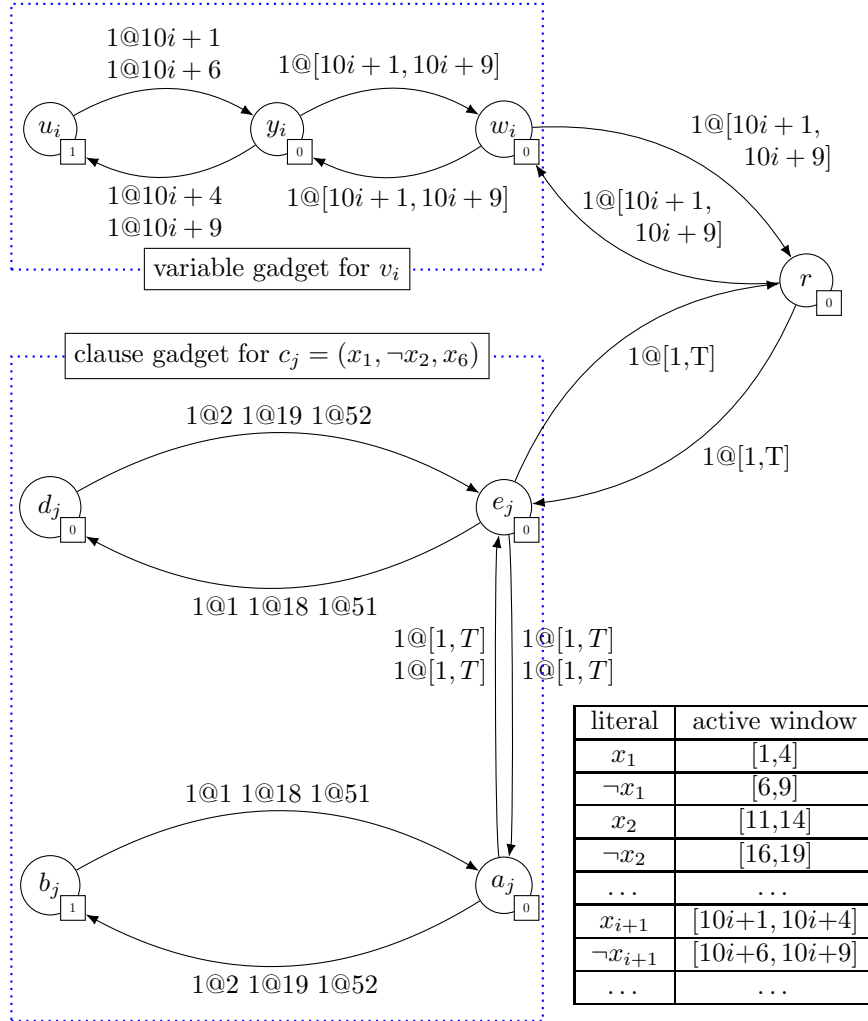 1@10i + 1
1@10i + 6
1@[10i + 1, 10i + 9]
u_i
1
y_i
0
w_i
0
1@10i + 4
1@10i + 9
1@[10i + 1, 10i + 9]
variable gadget for v_i
1@[10i + 1,
10i + 9]
1@[10i + 1,
10i + 9]
r
0
clause gadget for c_j = (x_1, ¬x_2, x_6)
1@[1,T]
1@[1,T]
1@2 1@19 1@52
d_j
0
e_j
0
1@1 1@18 1@51
1@[1, T]
1@[1, T]
1@[1, T]
1@[1, T]
1@1 1@18 1@51
b_j
1
a_j
0
1@2 1@19 1@52
literal active window
x_1 [1,4]
¬x_1 [6,9]
x_2 [11,14]
¬x_2 [16,19]
... ...
x_{i+1} [10i+1, 10i+4]
¬x_{i+1} [10i+6, 10i+9]
... ...